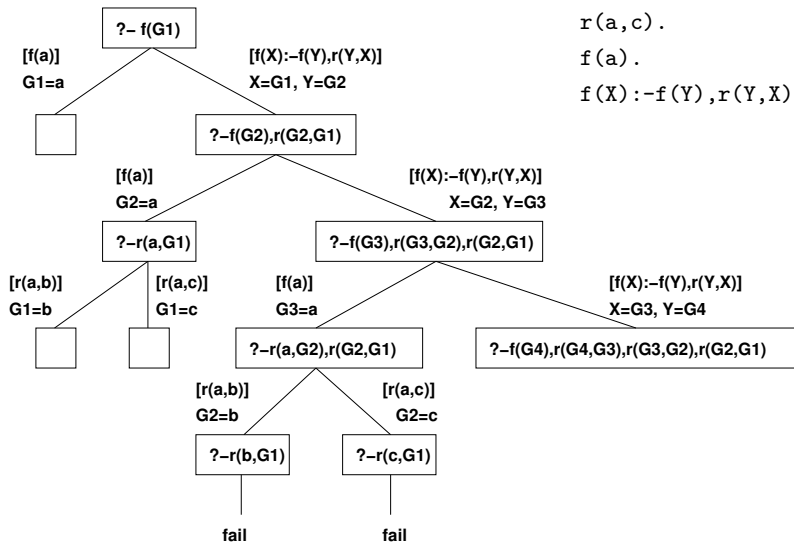 ?– f(G1)
r(a,c).
f(a).
f(X):-f(Y),r(Y,X)
[f(a)]
G1=a
[f(X):–f(Y),r(Y,X)]
X=G1, Y=G2
?–f(G2),r(G2,G1)
[f(a)]
G2=a
[f(X):–f(Y),r(Y,X)]
X=G2, Y=G3
?–r(a,G1)
?–f(G3),r(G3,G2),r(G2,G1)
[r(a,b)]
G1=b
[r(a,c)]
G1=c
[f(a)]
G3=a
[f(X):–f(Y),r(Y,X)]
X=G3, Y=G4
?–r(a,G2),r(G2,G1)
?–f(G4),r(G4,G3),r(G3,G2),r(G2,G1)
[r(a,b)]
G2=b
[r(a,c)]
G2=c
?–r(b,G1)
?–r(c,G1)
fail
fail